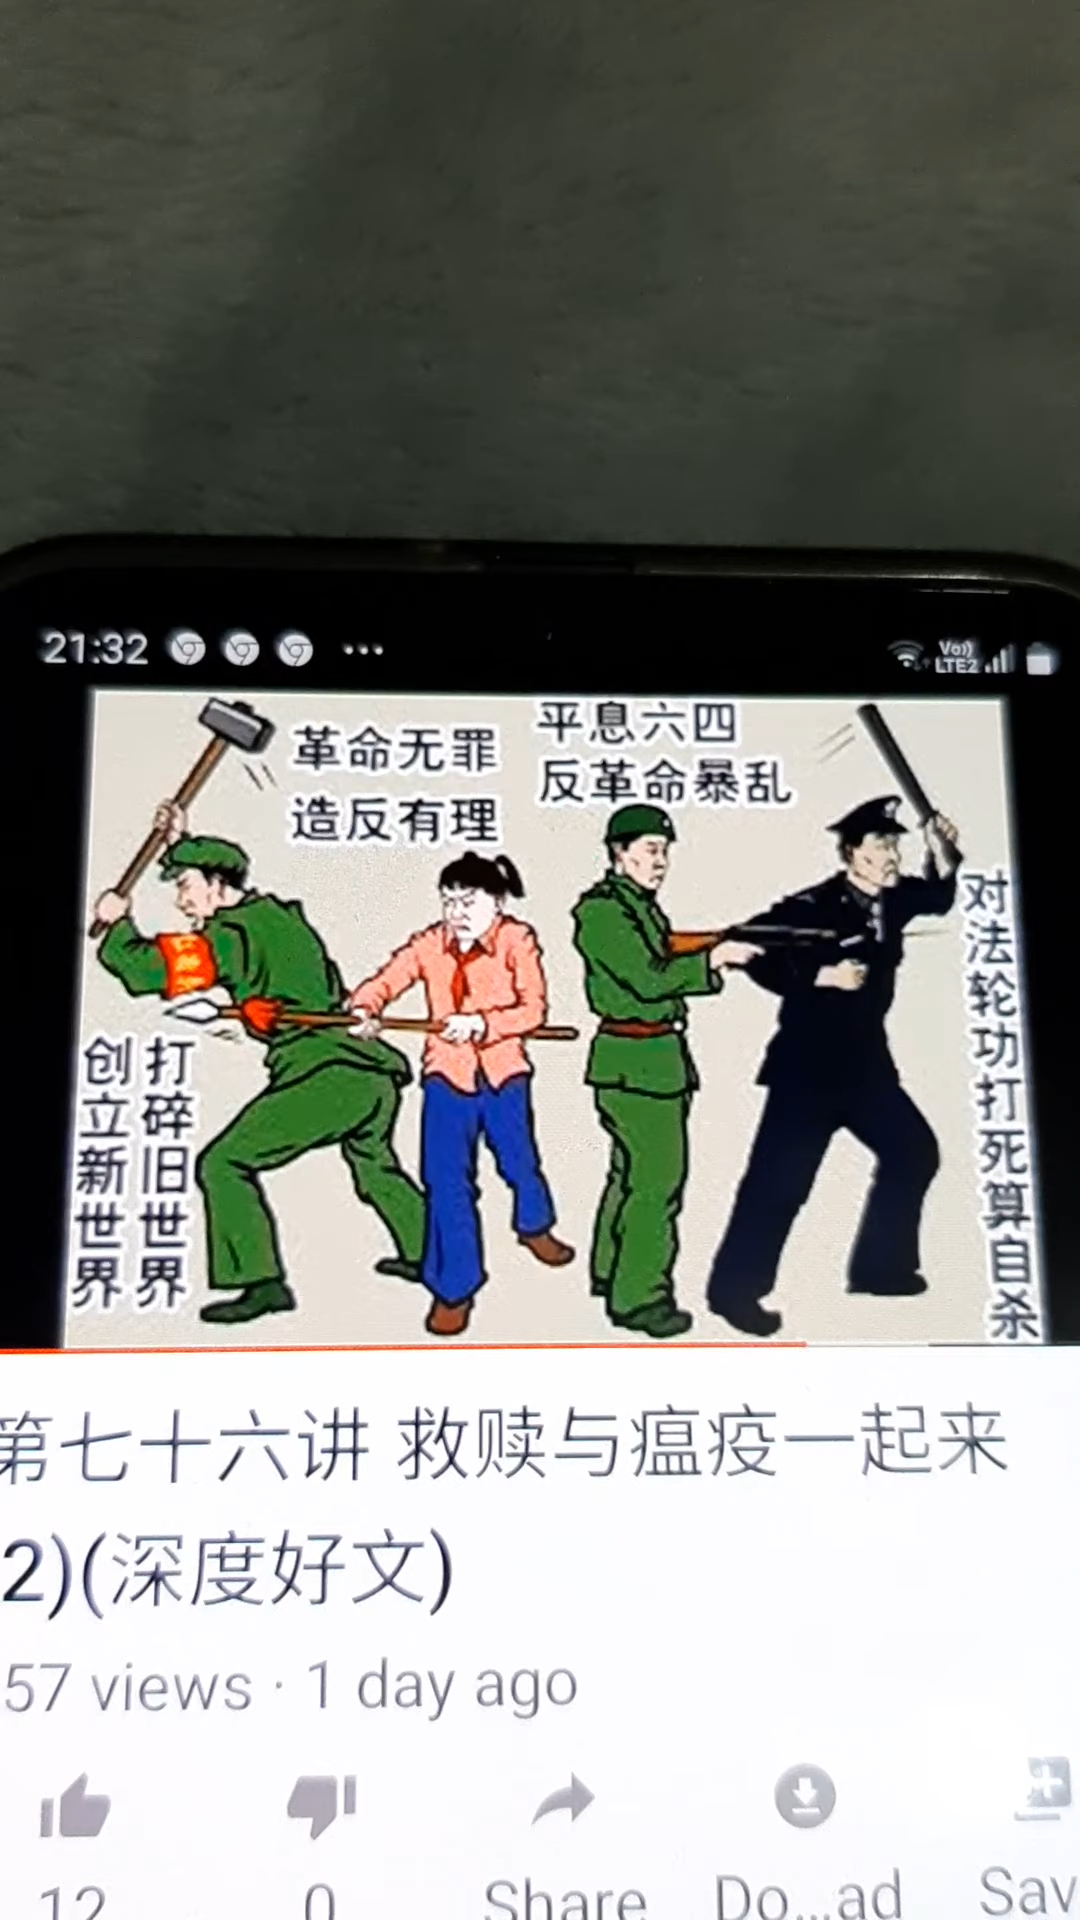 21:32
Vo))
LTE2
革命无罪
造反有理
平息六四
反革命暴乱
打碎旧世界
创立新世界
对法轮功打死算自杀
第七十六讲 救赎与瘟疫一起来
2)(深度好文)
57 views · 1 day ago
12
0
Share
Do...ad
Sav